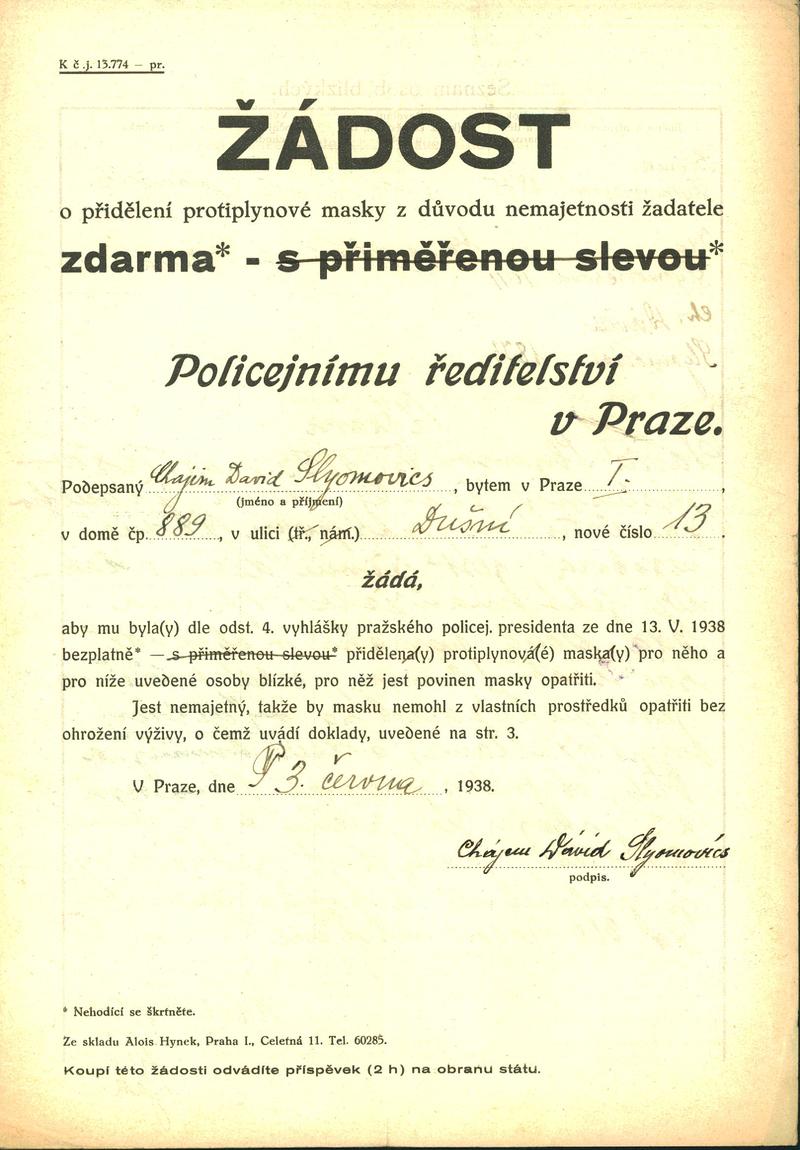 K č.j. 13.774 — pr.
ŽÁDOST
o přidělení protiplynové masky z důvodu nemajetnosti žadatele
zdarma* - s přiměřenou slevou*
Policejnímu ředitelství
v Praze.
Podepsaný Chajim David Slyomovics, bytem v Praze I.,
(jméno a příjmení)
v domě čp. 889, v ulici (tř., nám.) Dušní, nové číslo 13.
žádá,
aby mu byla(y) dle odst. 4. vyhlášky pražského policej. presidenta ze dne 13. V. 1938
bezplatně* — s přiměřenou slevou* přidělena(y) protiplynová(é) maska(y) pro něho a
pro níže uvedené osoby blízké, pro něž jest povinen masky opatřiti.
Jest nemajetný, takže by masku nemohl z vlastních prostředků opatřiti bez
ohrožení výživy, o čemž uvádí doklady, uvedené na str. 3.
V Praze, dne 3. června, 1938.
Chájem Dávid Slyomovics
podpis.
* Nehodící se škrtněte.
Ze skladu Alois Hynek, Praha I., Celetná 11. Tel. 60285.
Koupí této žádosti odvádíte příspěvek (2 h) na obranu státu.